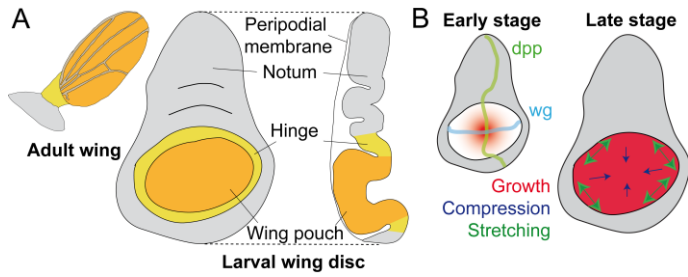 A
Peripodial
membrane
Notum
Hinge
Adult wing
Wing pouch
Larval wing disc
B
Early stage
Late stage
dpp
wg
Growth
Compression
Stretching